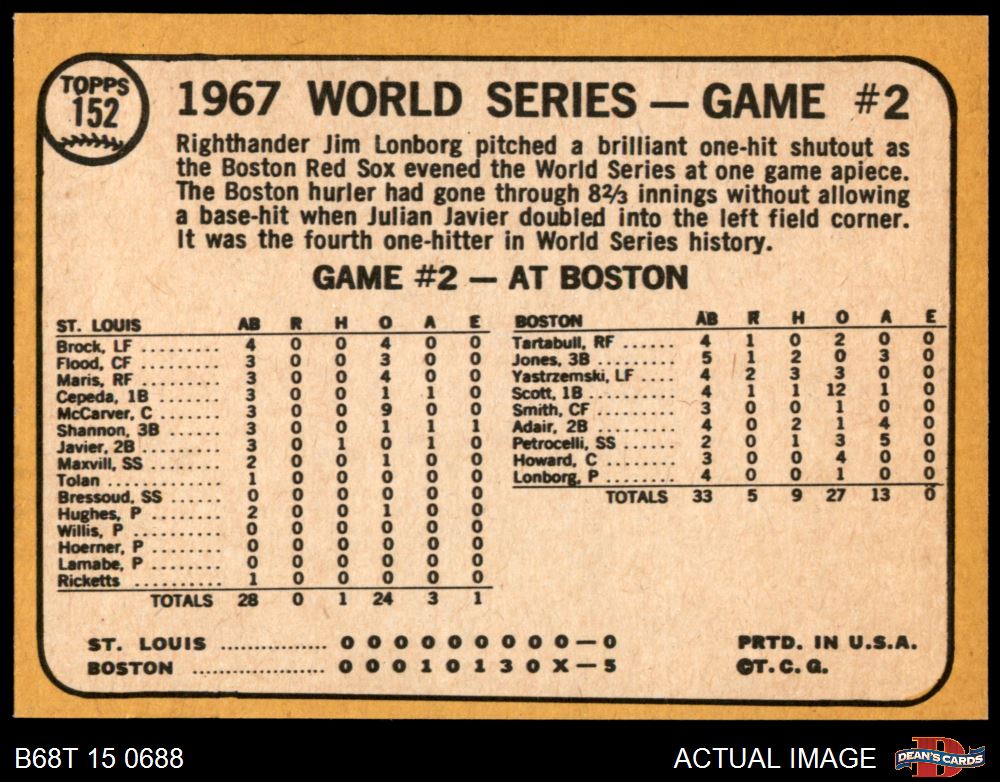 TOPPS
152
1967 WORLD SERIES — GAME #2
Righthander Jim Lonborg pitched a brilliant one-hit shutout as
the Boston Red Sox evened the World Series at one game apiece.
The Boston hurler had gone through 8⅔ innings without allowing
a base-hit when Julian Javier doubled into the left field corner.
It was the fourth one-hitter in World Series history.
GAME #2 — AT BOSTON
ST. LOUIS AB R H O A E
Brock, LF ......... 4 0 0 4 0 0
Flood, CF ......... 3 0 0 3 0 0
Maris, RF ......... 3 0 0 4 0 0
Cepeda, 1B ........ 3 0 0 1 1 0
McCarver, C ....... 3 0 0 9 0 0
Shannon, 3B ....... 3 0 0 1 1 1
Javier, 2B ........ 3 0 1 0 1 0
Maxvill, SS ....... 2 0 0 1 0 0
Tolan ............. 1 0 0 0 0 0
Bressoud, SS ...... 0 0 0 0 0 0
Hughes, P ......... 2 0 0 1 0 0
Willis, P ......... 0 0 0 0 0 0
Hoerner, P ........ 0 0 0 0 0 0
Lamabe, P ......... 0 0 0 0 0 0
Ricketts .......... 1 0 0 0 0 0
TOTALS 28 0 1 24 3 1
BOSTON AB R H O A E
Tartabull, RF ...... 4 1 0 2 0 0
Jones, 3B .......... 5 1 2 0 3 0
Yastrzemski, LF .... 4 2 3 3 0 0
Scott, 1B .......... 4 1 1 12 1 0
Smith, CF .......... 3 0 0 1 0 0
Adair, 2B .......... 4 0 2 1 4 0
Petrocelli, SS ..... 2 0 1 3 5 0
Howard, C .......... 3 0 0 4 0 0
Lonborg, P ......... 4 0 0 1 0 0
TOTALS 33 5 9 27 13 0
ST. LOUIS ................ 0 0 0 0 0 0 0 0 0—0
BOSTON .................... 0 0 0 1 0 1 3 0 X—5
PRTD. IN U.S.A.
©T. C. G.
B68T 15 0688
ACTUAL IMAGE
D
DEAN'S CARDS